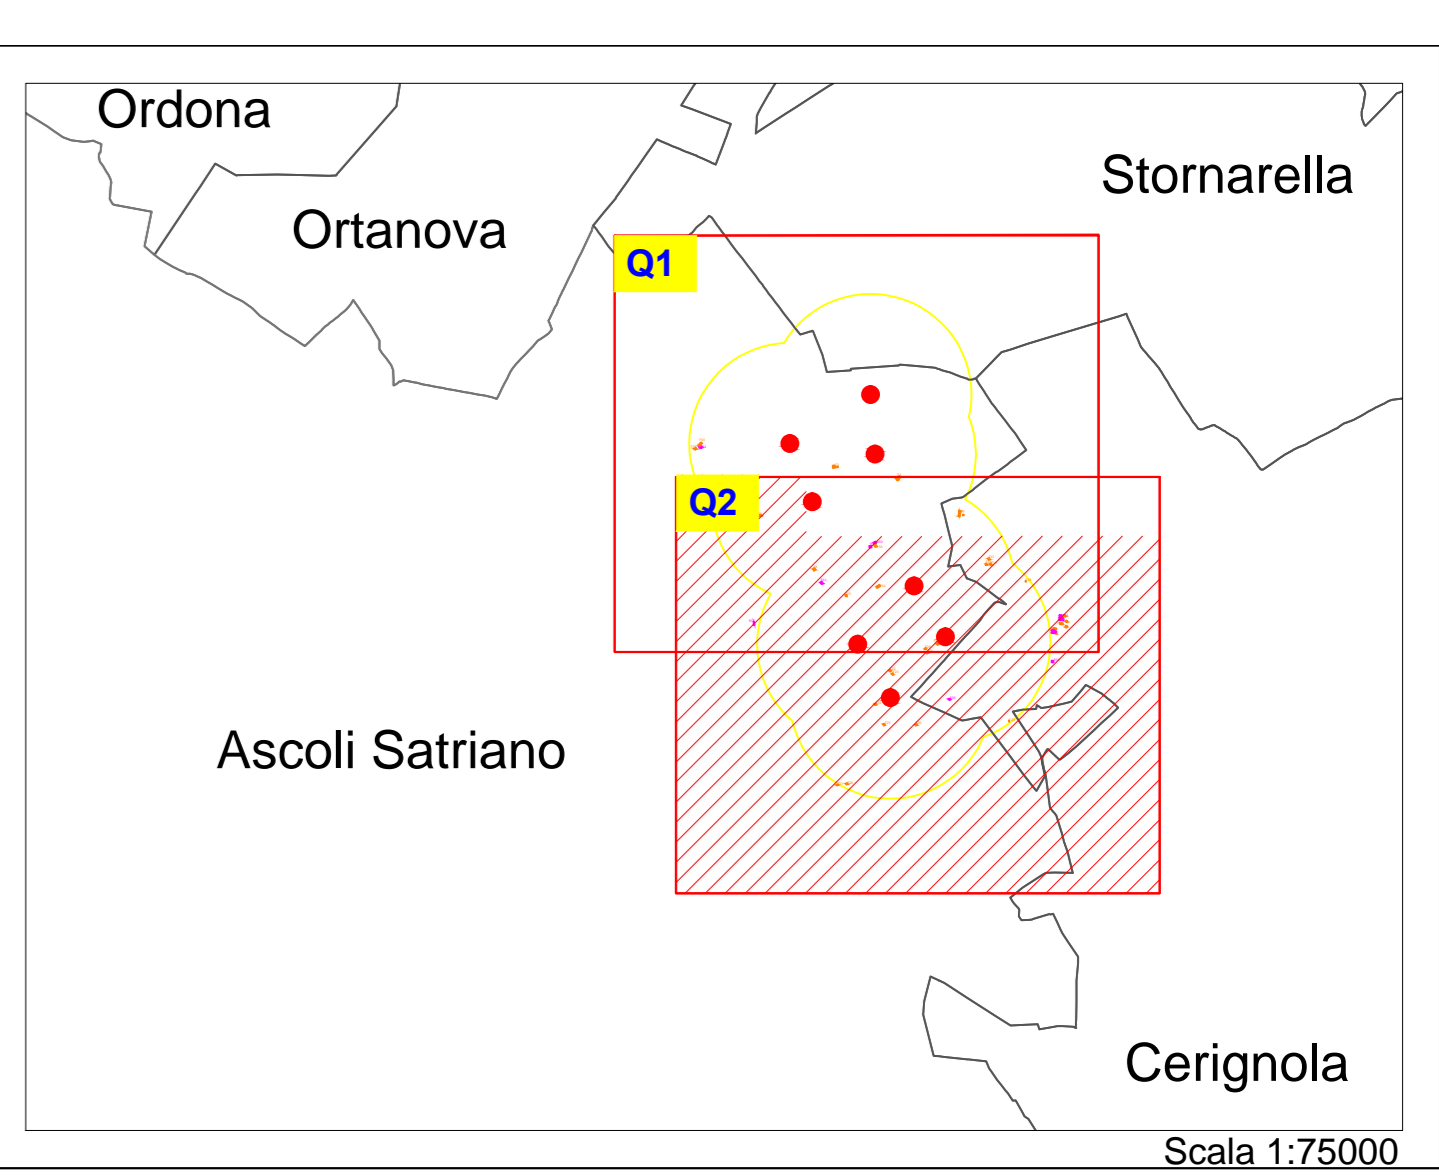 Ordona
Stornarella
Ortanova
Q1
Q2
Ascoli Satriano
Cerignola
Scala 1:75000